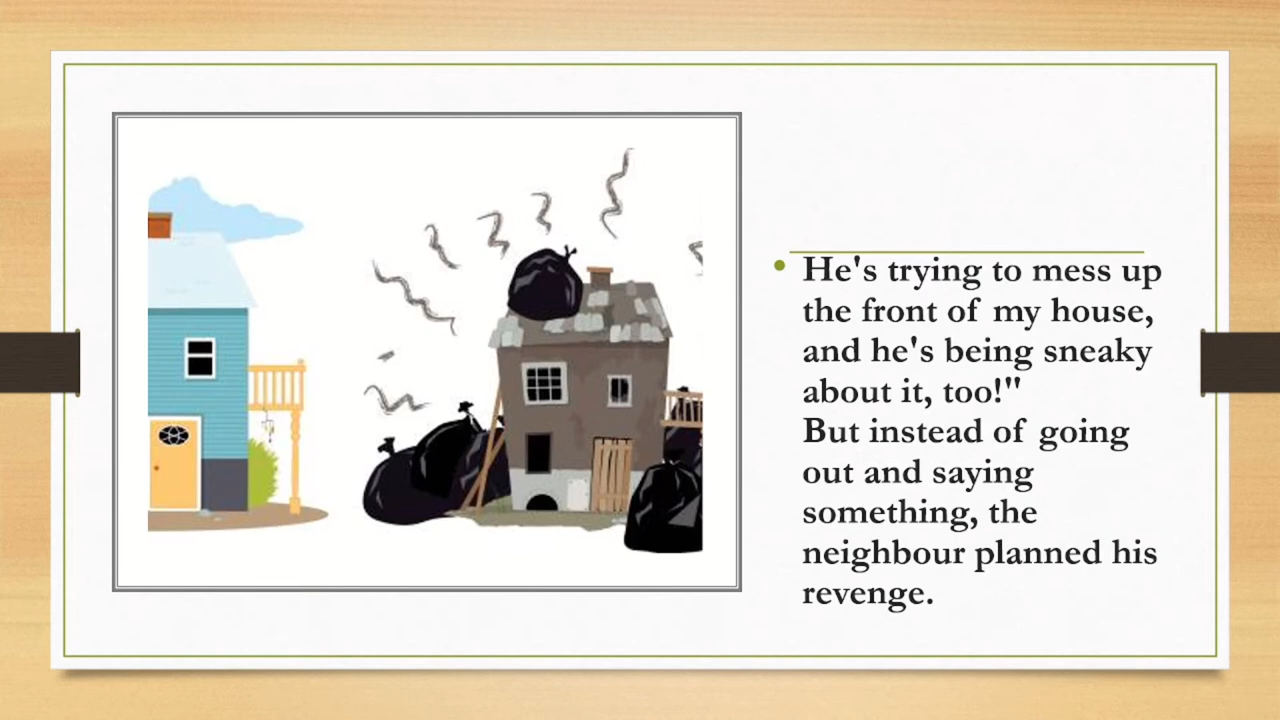 He's trying to mess up
the front of my house,
and he's being sneaky
about it, too!"
But instead of going
out and saying
something, the
neighbour planned his
revenge.